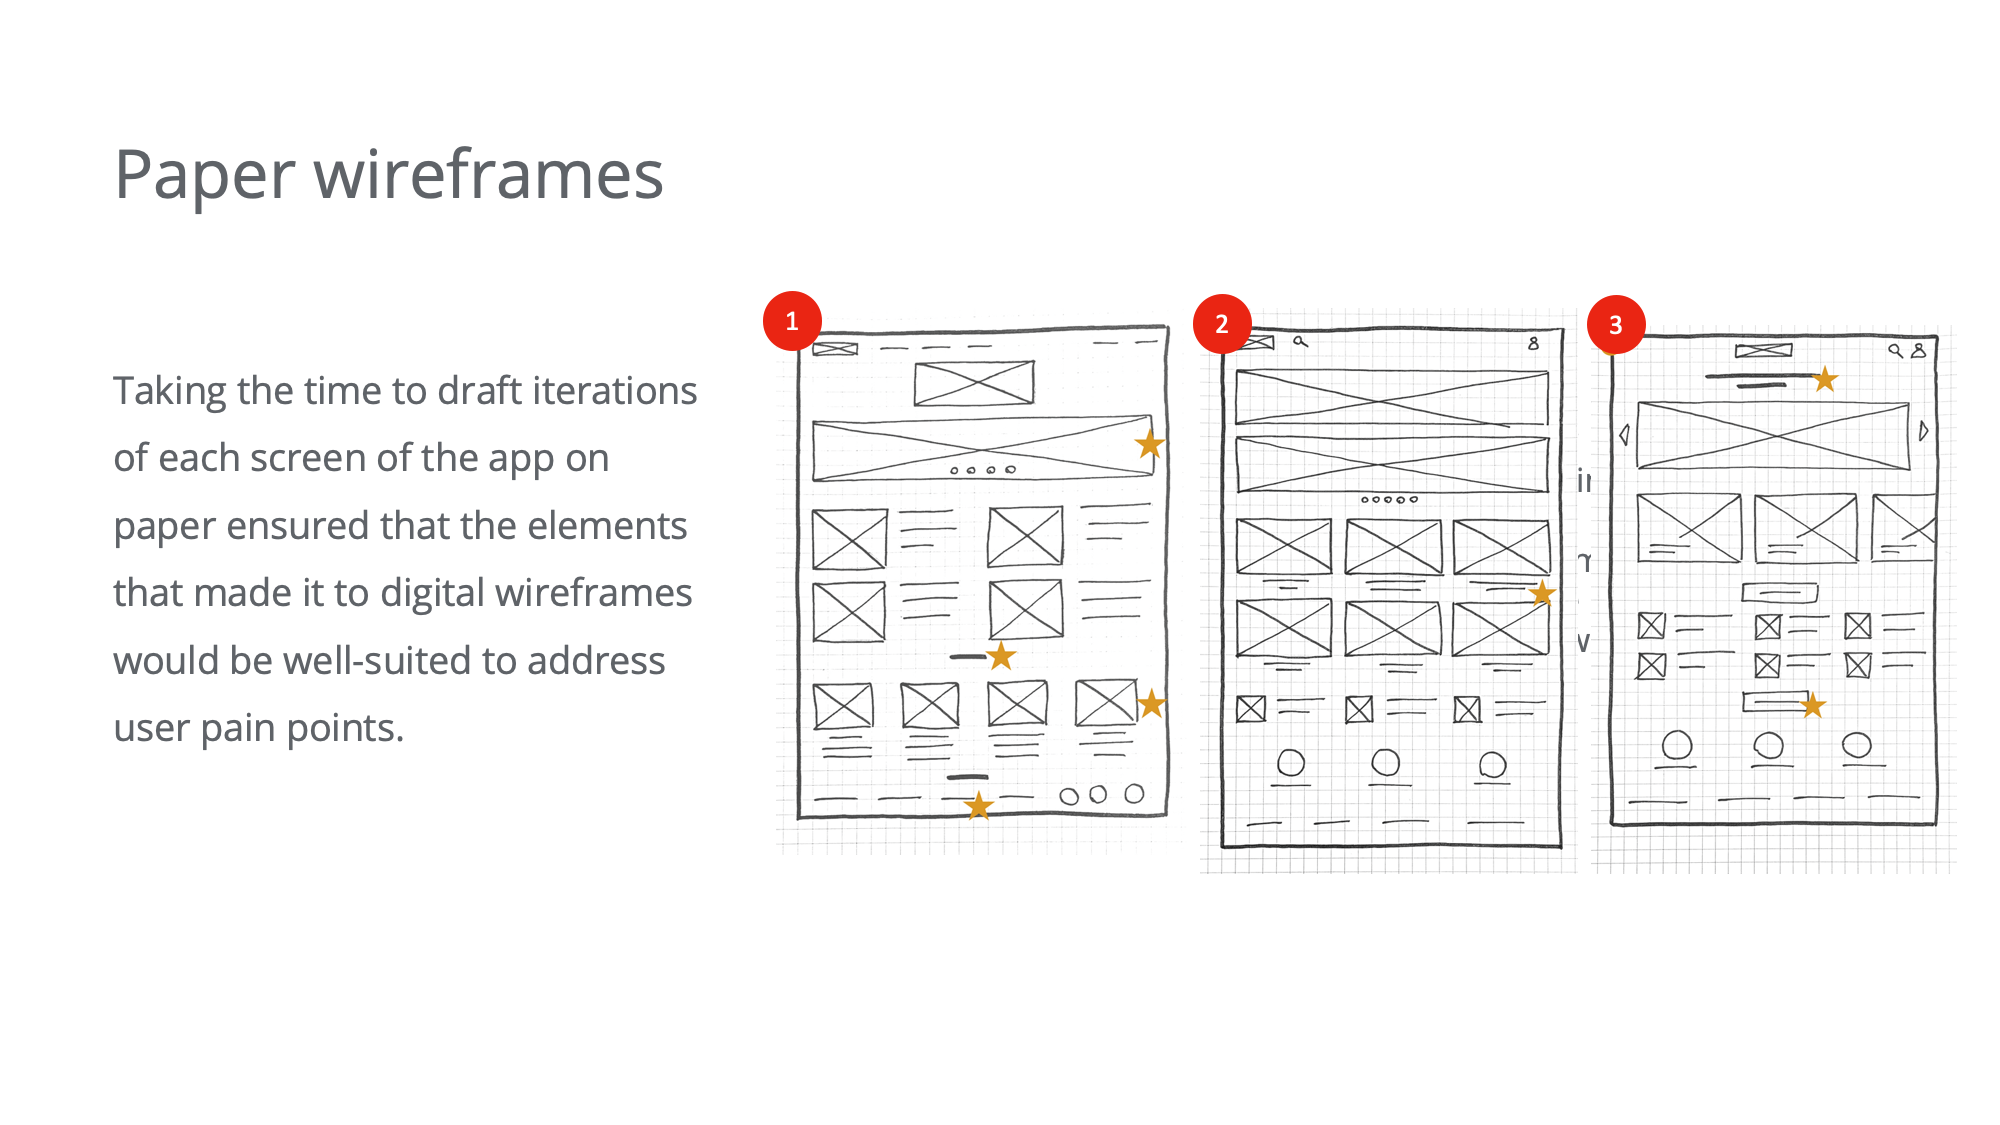 Paper wireframes
Taking the time to draft iterations
of each screen of the app on
paper ensured that the elements
that made it to digital wireframes
would be well-suited to address
user pain points.
1
2
3